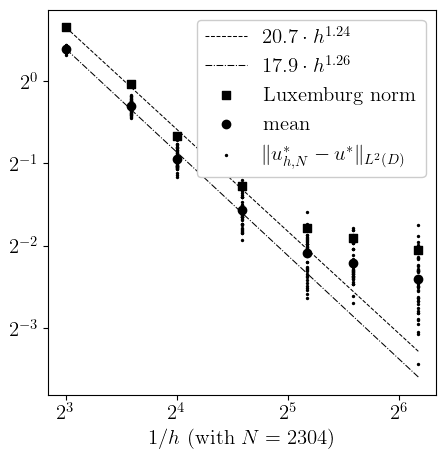 20.7 · h^{1.24}
17.9 · h^{1.26}
Luxemburg norm
mean
‖u^*_{h,N} − u^*‖_{L^2(D)}
2^0
2^{−1}
2^{−2}
2^{−3}
2^3 2^4 2^5 2^6
1/h (with N = 2304)